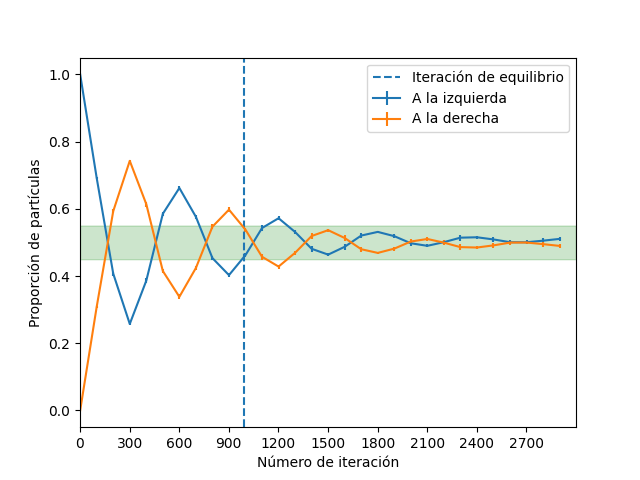 Iteración de equilibrio
A la izquierda
A la derecha
Proporción de partículas
1.0
0.8
0.6
0.4
0.2
0.0
0 300 600 900 1200 1500 1800 2100 2400 2700
Número de iteración